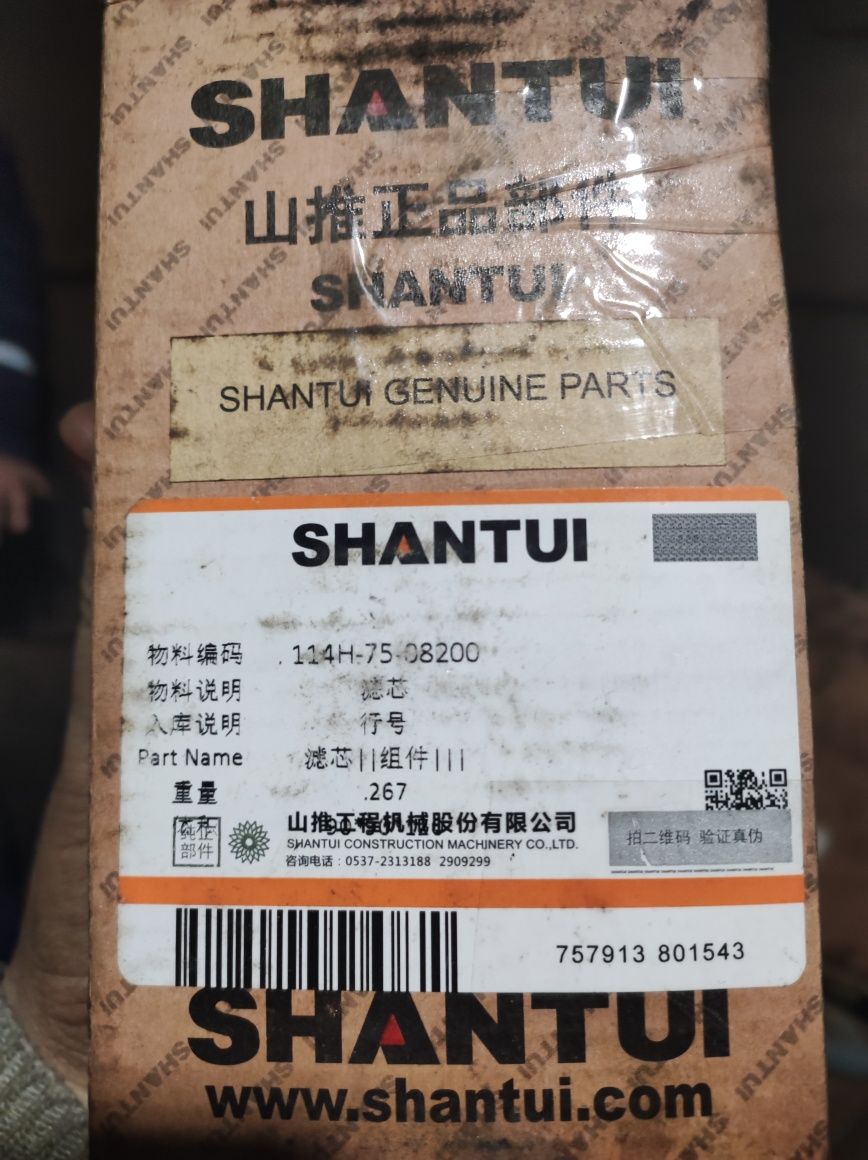 SHANTUI
山推正品部件
SHANTUI
SHANTUI GENUINE PARTS
SHANTUI
物料编码 114H-75-08200
物料说明 滤芯
入库说明 行号
Part Name 滤芯||组件|||
重量 .267
纯正
部件
山推工程机械股份有限公司
SHANTUI CONSTRUCTION MACHINERY CO.,LTD.
咨询电话：0537-2313188 2909299
拍二维码 验证真伪
757913 801543
SHANTUI
www.shantui.com